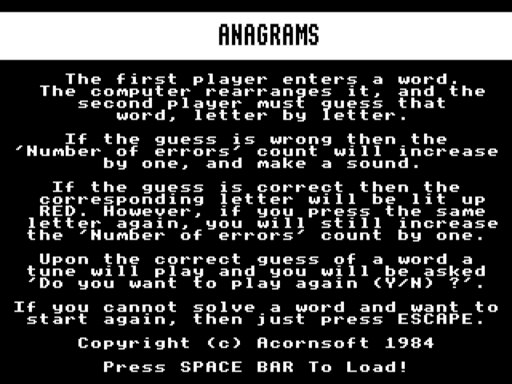 ANAGRAMS
The first player enters a word.
The computer rearranges it, and the
second player must guess that
word, letter by letter.
If the guess is wrong then the
'Number of errors' count will increase
by one, and make a sound.
If the guess is correct then the
corresponding letter will be lit up
RED. However, if you press the same
letter again, you will still increase
the 'Number of errors' count by one.
Upon the correct guess of a word a
tune will play and you will be asked
'Do you want to play again (Y/N) ?'.
If you cannot solve a word and want to
start again, then just press ESCAPE.
Copyright (c) Acornsoft 1984
Press SPACE BAR To Load!